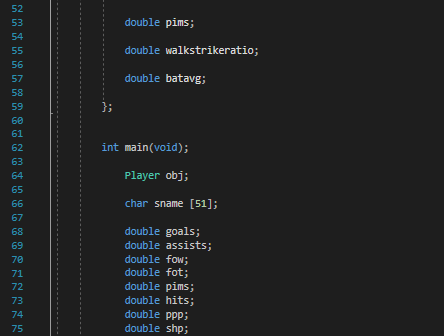 52
53 double pims;
54
55 double walkstrikeratio;
56
57 double batavg;
58
59 };
60
61
62 int main(void);
63
64 Player obj;
65
66 char sname [51];
67
68 double goals;
69 double assists;
70 double fow;
71 double fot;
72 double pims;
73 double hits;
74 double ppp;
75 double shp;